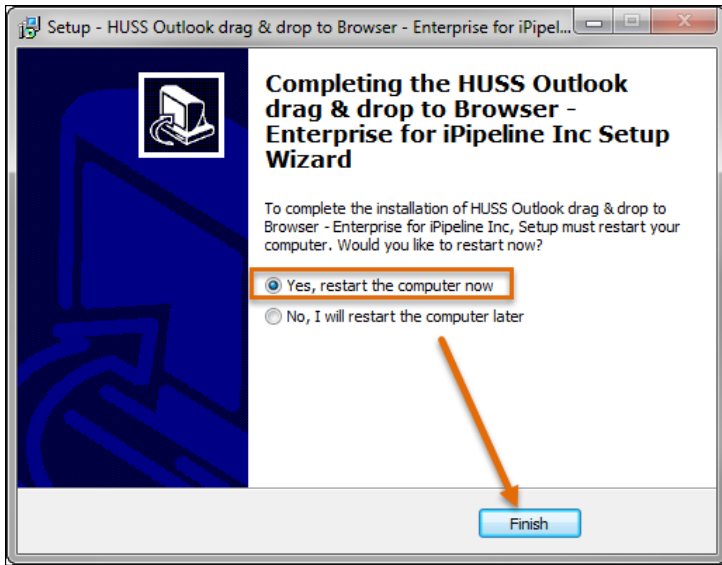 Setup - HUSS Outlook drag & drop to Browser - Enterprise for iPipel...
Completing the HUSS Outlook
drag & drop to Browser -
Enterprise for iPipeline Inc Setup
Wizard
To complete the installation of HUSS Outlook drag & drop to
Browser - Enterprise for iPipeline Inc, Setup must restart your
computer. Would you like to restart now?
Yes, restart the computer now
No, I will restart the computer later
Finish